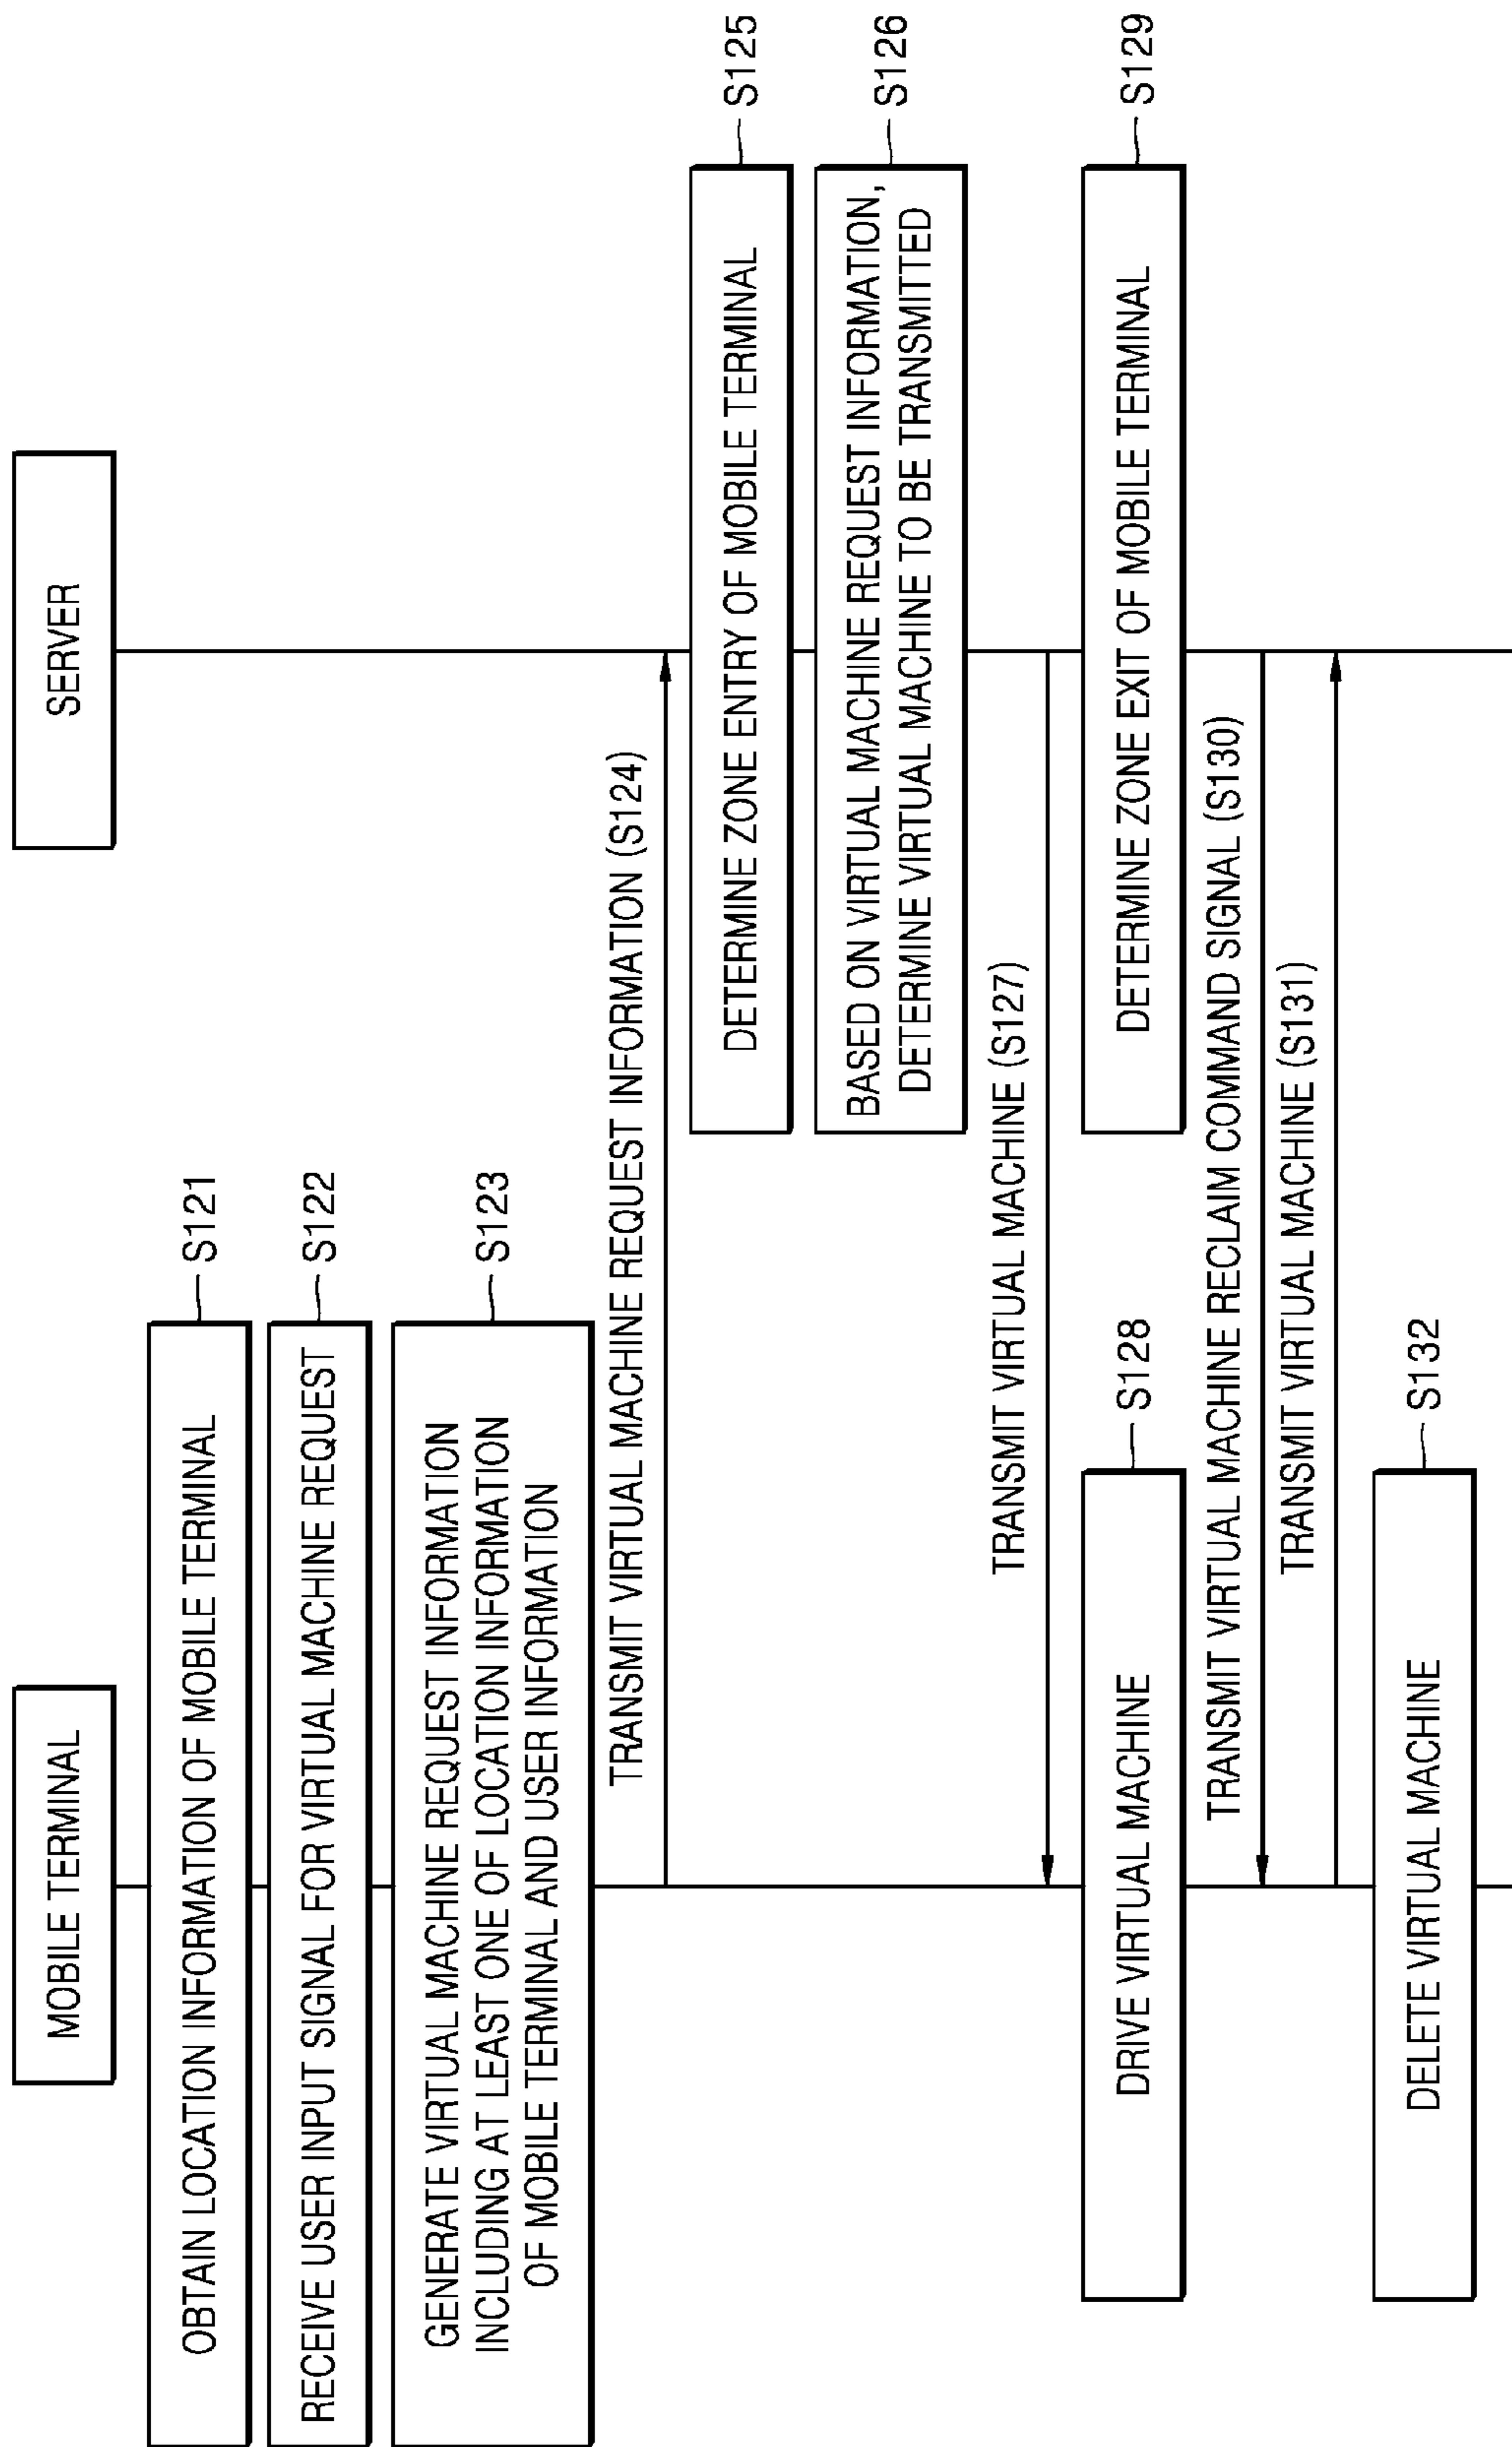 MOBILE TERMINAL
SERVER
OBTAIN LOCATION INFORMATION OF MOBILE TERMINAL
S121
RECEIVE USER INPUT SIGNAL FOR VIRTUAL MACHINE REQUEST
S122
GENERATE VIRTUAL MACHINE REQUEST INFORMATION
INCLUDING AT LEAST ONE OF LOCATION INFORMATION
OF MOBILE TERMINAL AND USER INFORMATION
S123
TRANSMIT VIRTUAL MACHINE REQUEST INFORMATION (S124)
DETERMINE ZONE ENTRY OF MOBILE TERMINAL
S125
BASED ON VIRTUAL MACHINE REQUEST INFORMATION,
DETERMINE VIRTUAL MACHINE TO BE TRANSMITTED
S126
TRANSMIT VIRTUAL MACHINE (S127)
DRIVE VIRTUAL MACHINE
S128
DETERMINE ZONE EXIT OF MOBILE TERMINAL
S129
TRANSMIT VIRTUAL MACHINE RECLAIM COMMAND SIGNAL (S130)
TRANSMIT VIRTUAL MACHINE (S131)
DELETE VIRTUAL MACHINE
S132